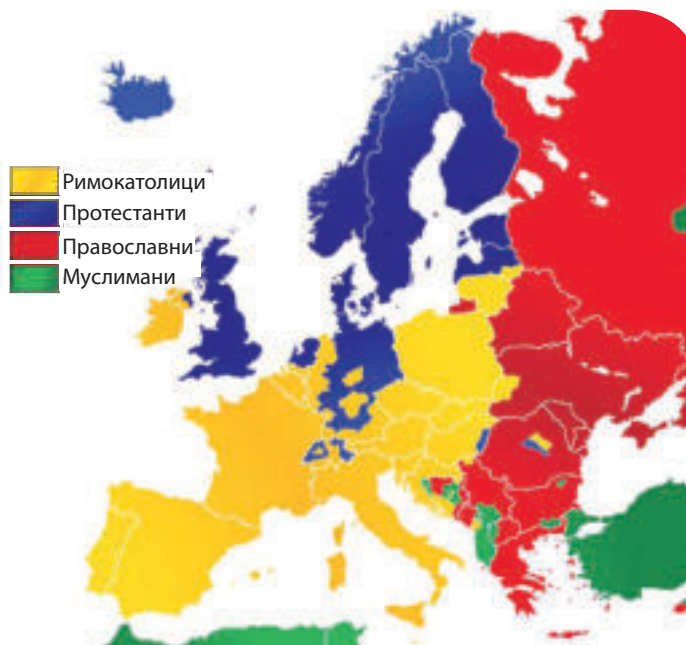 Римокатолици
Протестанти
Православни
Муслимани